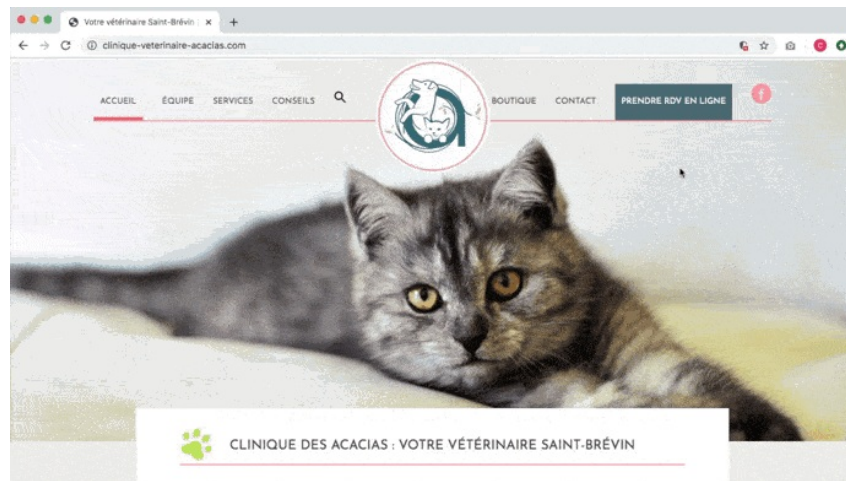 Votre vétérinaire Saint-Brévin
clinique-veterinaire-acacias.com
ACCUEIL ÉQUIPE SERVICES CONSEILS BOUTIQUE CONTACT PRENDRE RDV EN LIGNE f
a
CLINIQUE DES ACACIAS : VOTRE VÉTÉRINAIRE SAINT-BRÉVIN